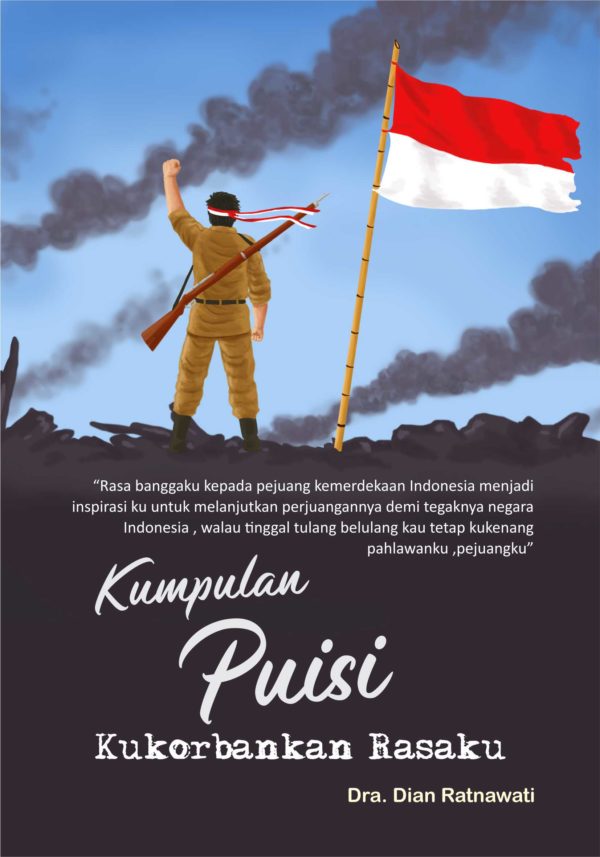 “Rasa banggaku kepada pejuang kemerdekaan Indonesia menjadi
inspirasi ku untuk melanjutkan perjuangannya demi tegaknya negara
Indonesia , walau tinggal tulang belulang kau tetap kukenang
pahlawanku ,pejuangku”
Kumpulan
Puisi
Kukorbankan Rasaku
Dra. Dian Ratnawati